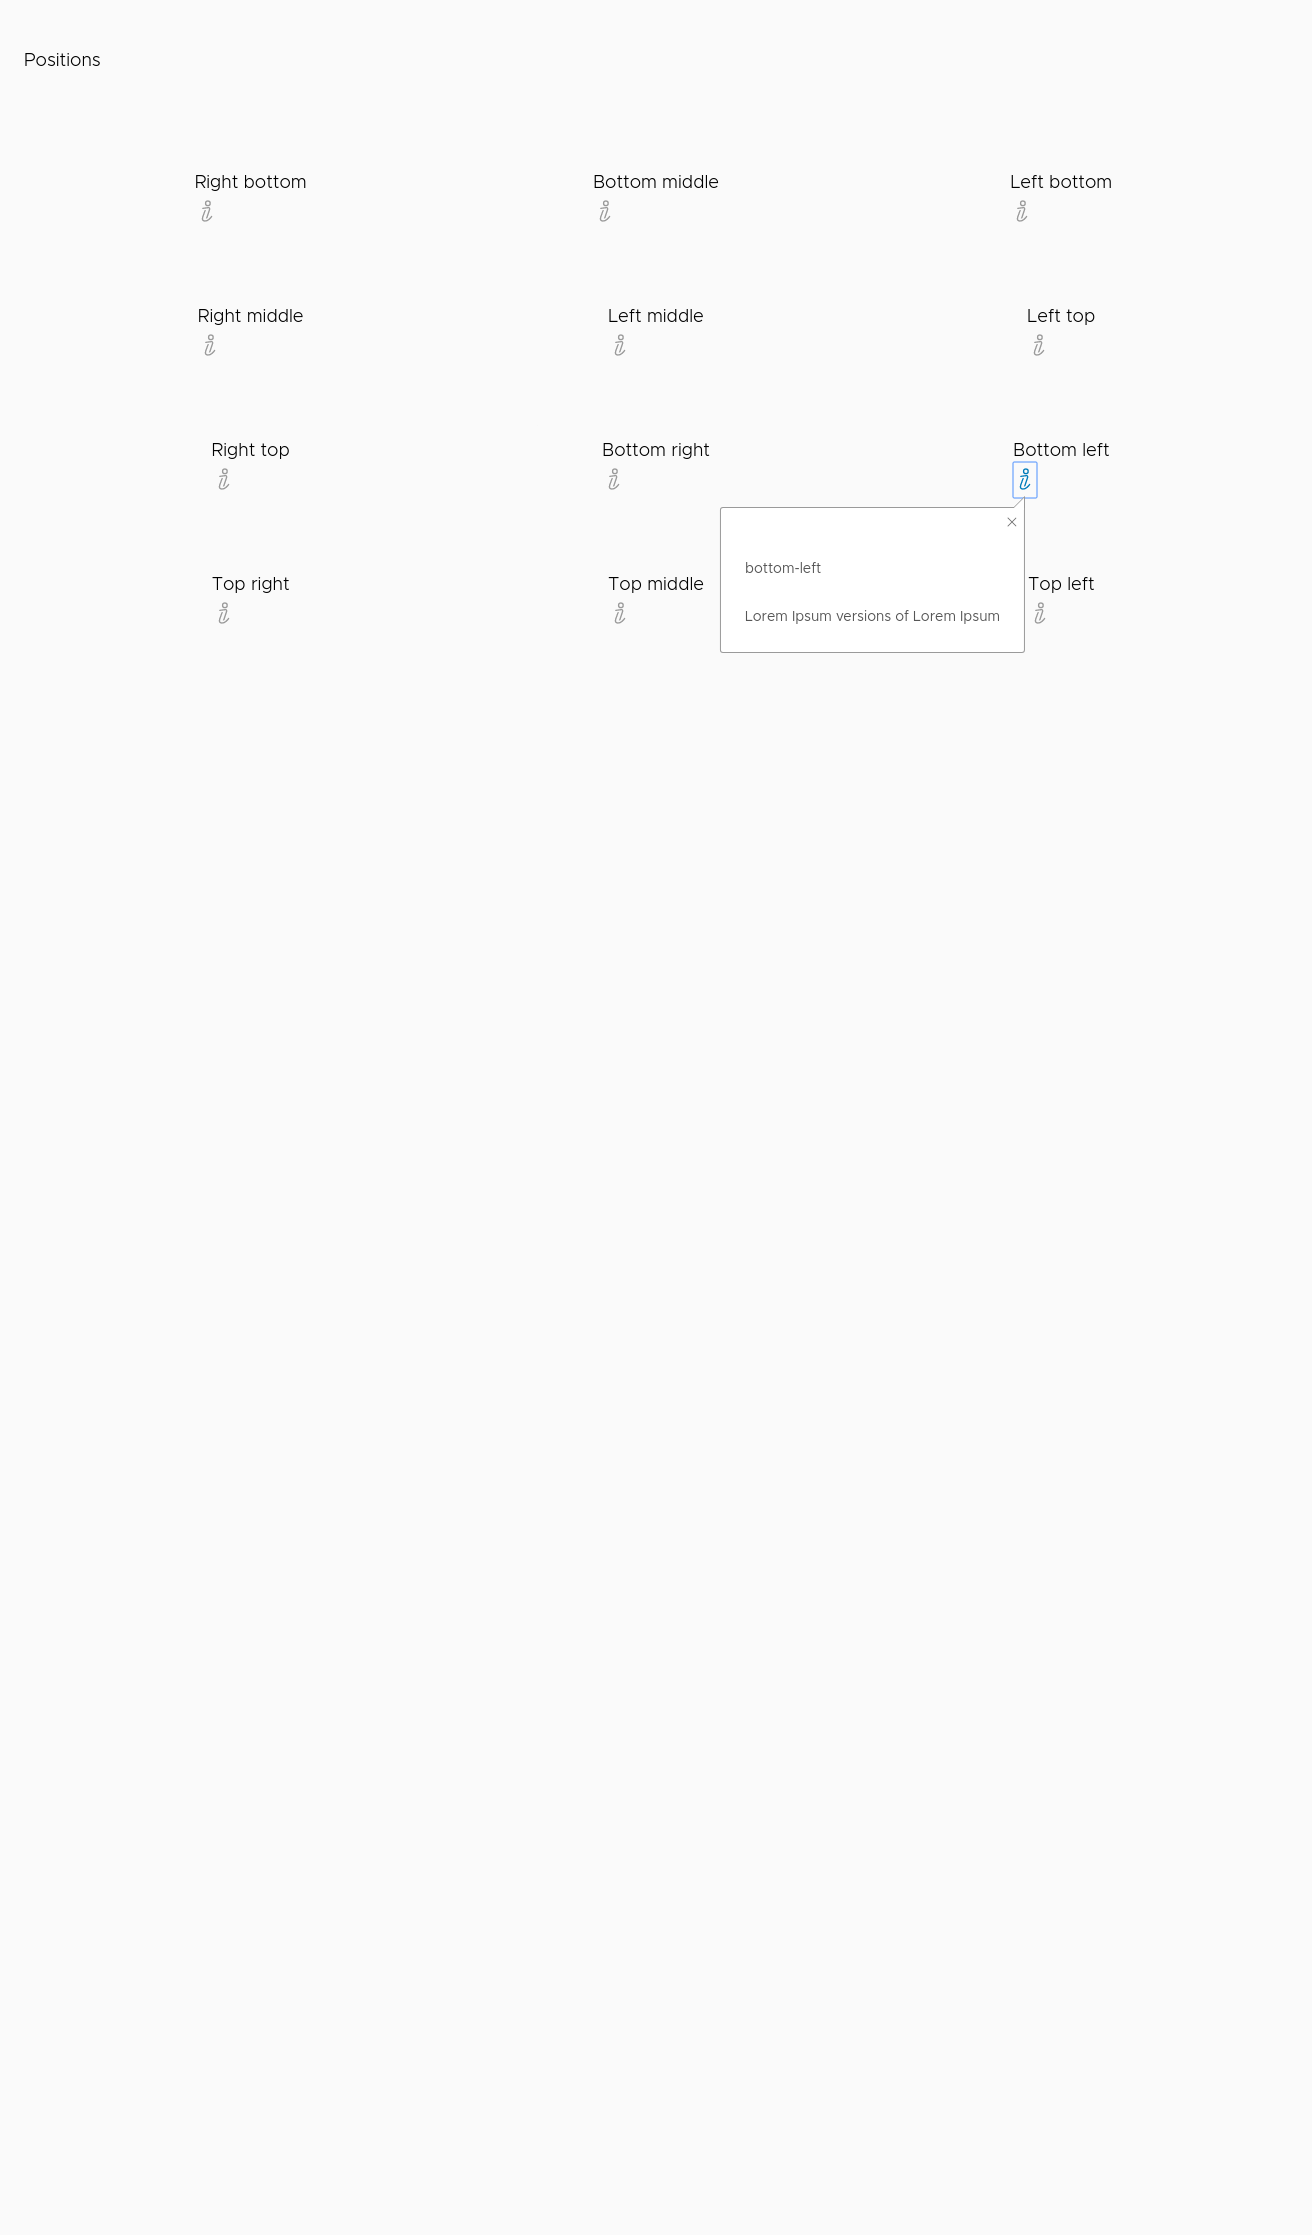 Positions
Right bottom
Bottom middle
Left bottom
Right middle
Left middle
Left top
Right top
Bottom right
Bottom left
bottom-left
Top right
Top middle
Top left
Lorem Ipsum versions of Lorem Ipsum